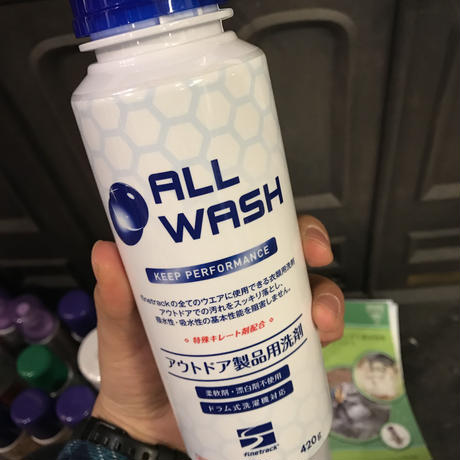 ALL
WASH
KEEP PERFORMANCE
finetrackの全てのウエアに使用できる衣類用洗剤
アウトドアでの汚れをスッキリ落とし、
撥水性・吸水性の基本性能を阻害しません。
特殊キレート剤配合
アウトドア製品用洗剤
柔軟剤・漂白剤不使用
ドラム式洗濯機対応
finetrack
420g